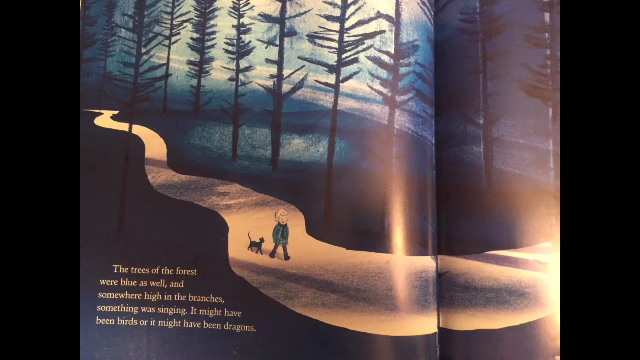 The trees of the forest
were blue as well, and
somewhere high in the branches,
something was singing. It might have
been birds or it might have been dragons.